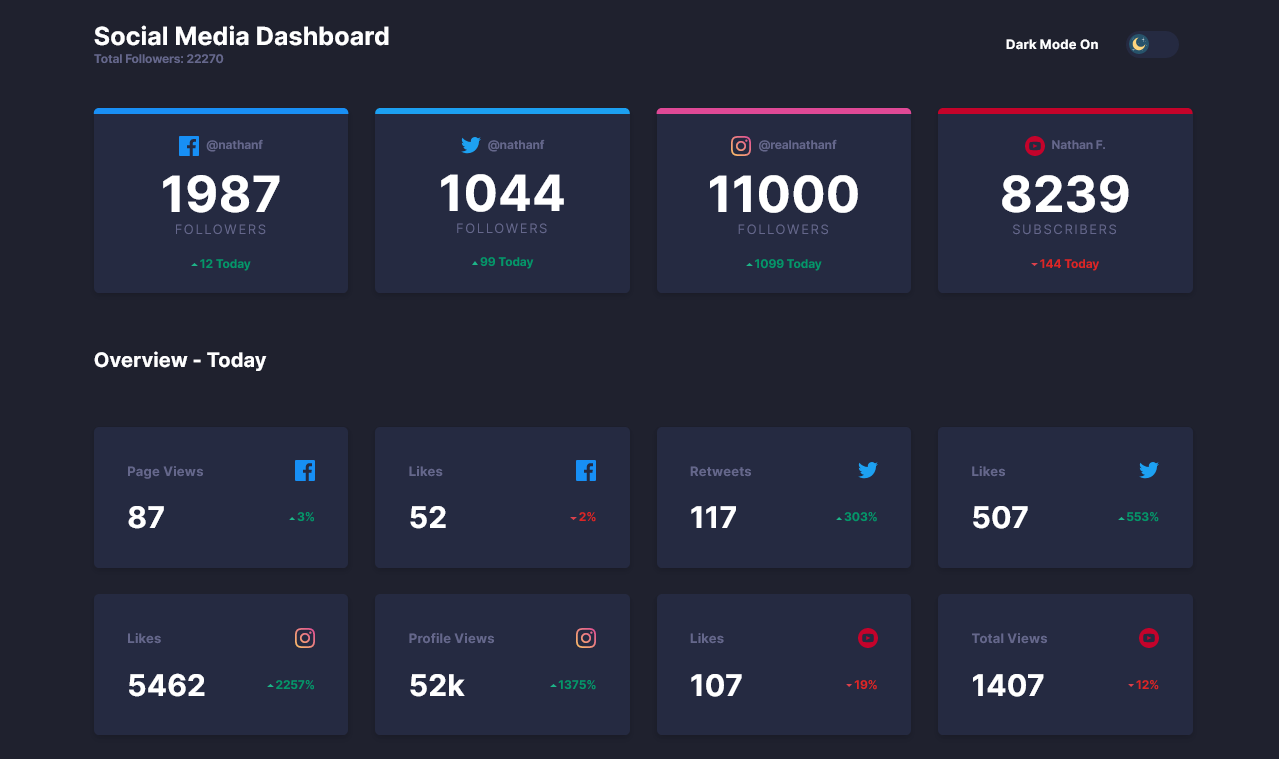 Social Media Dashboard
Total Followers: 22270
Dark Mode On
@nathanf
1987
FOLLOWERS
12 Today
@nathanf
1044
FOLLOWERS
99 Today
@realnathanf
11000
FOLLOWERS
1099 Today
Nathan F.
8239
SUBSCRIBERS
144 Today
Overview - Today
Page Views
87
3%
Likes
52
2%
Retweets
117
303%
Likes
507
553%
Likes
5462
2257%
Profile Views
52k
1375%
Likes
107
19%
Total Views
1407
12%